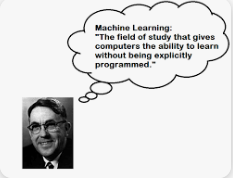 Machine Learning:
"The field of study that gives
computers the ability to learn
without being explicitly
programmed."